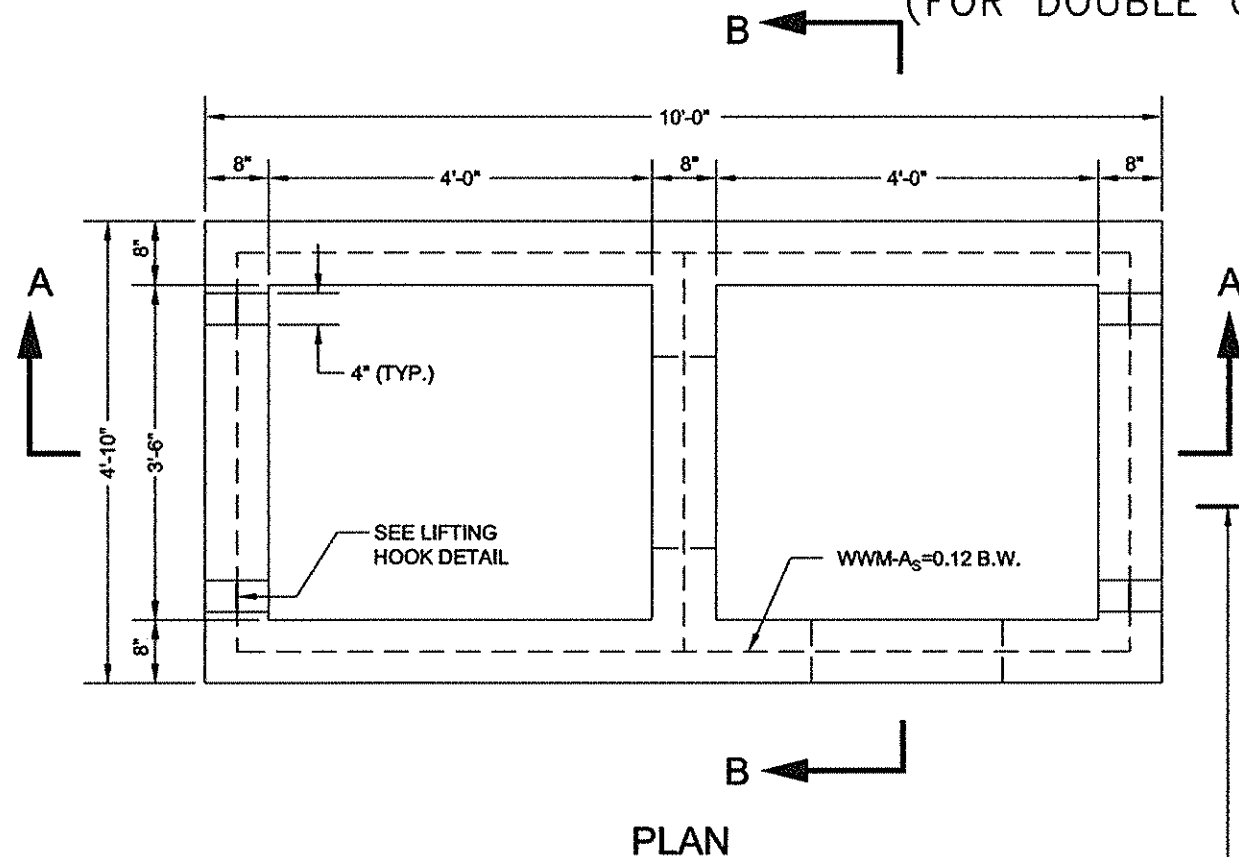 (FOR DOUBLE
B
10'-0"
8"
4'-0"
8"
4'-0"
8"
8"
A
A
4" (TYP.)
4'-10"
3'-6"
SEE LIFTING
HOOK DETAIL
WWM-AS=0.12 B.W.
8"
B
PLAN